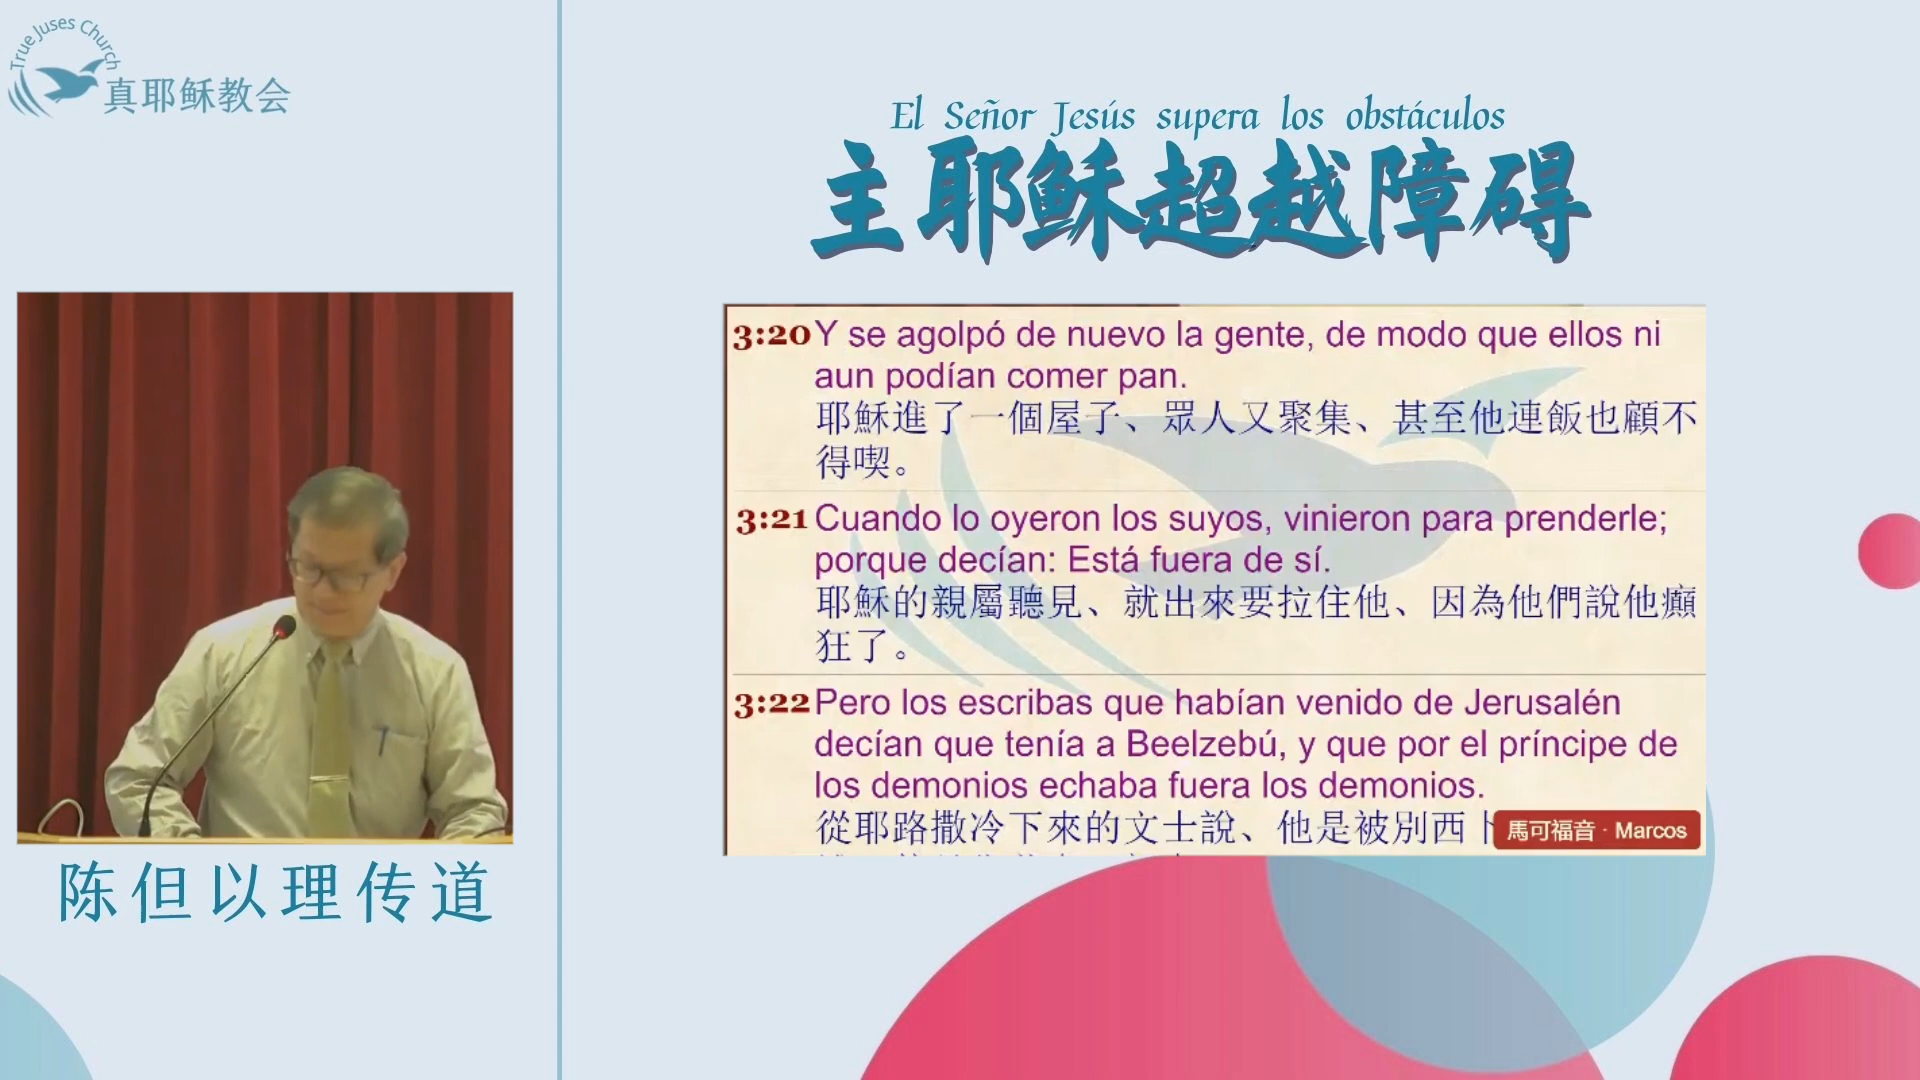 True Juses Church
真耶稣教会
El Señor Jesús supera los obstáculos
主耶稣超越障碍
3:20 Y se agolpó de nuevo la gente, de modo que ellos ni
aun podían comer pan.
耶穌進了一個屋子、眾人又聚集、甚至他連飯也顧不
得喫。
3:21 Cuando lo oyeron los suyos, vinieron para prenderle;
porque decían: Está fuera de sí.
耶穌的親屬聽見、就出來要拉住他、因為他們說他癲
狂了。
3:22 Pero los escribas que habían venido de Jerusalén
decían que tenía a Beelzebú, y que por el príncipe de
los demonios echaba fuera los demonios.
從耶路撒冷下來的文士說、他是被別西卜
馬可福音 · Marcos
陈但以理传道